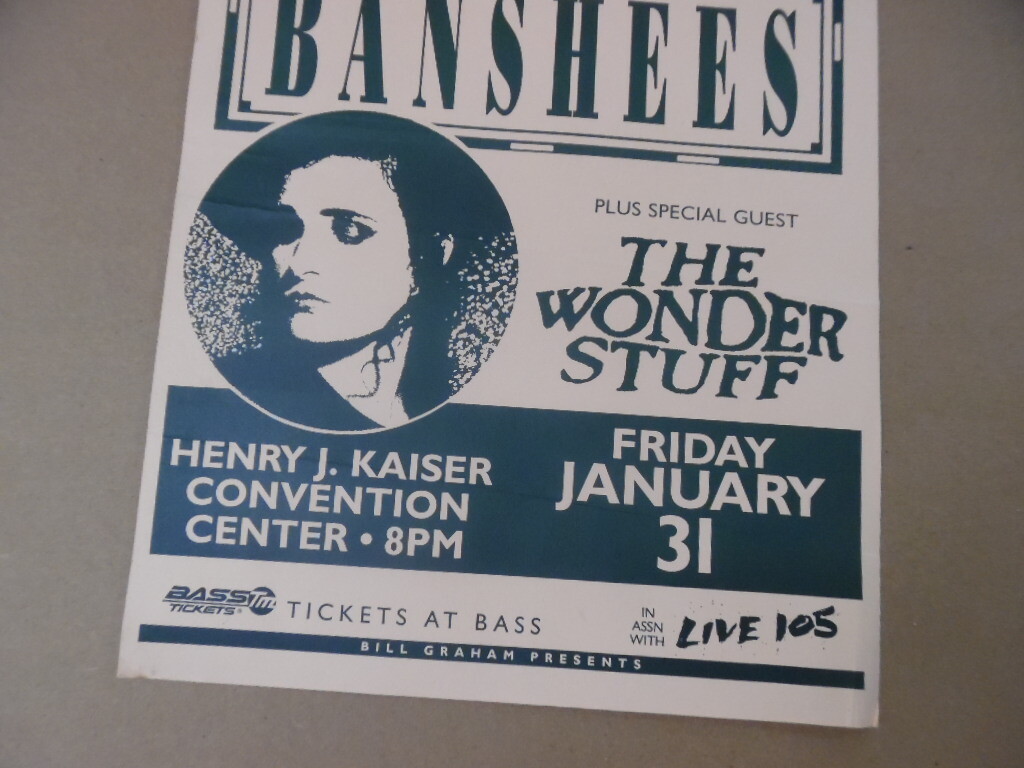 BANSHEES
PLUS SPECIAL GUEST
THE
WONDER
STUFF
HENRY J. KAISER
CONVENTION
CENTER • 8PM
FRIDAY
JANUARY
31
BASS TM
TICKETS®
TICKETS AT BASS
IN
ASSN
WITH
LIVE 105
BILL GRAHAM PRESENTS